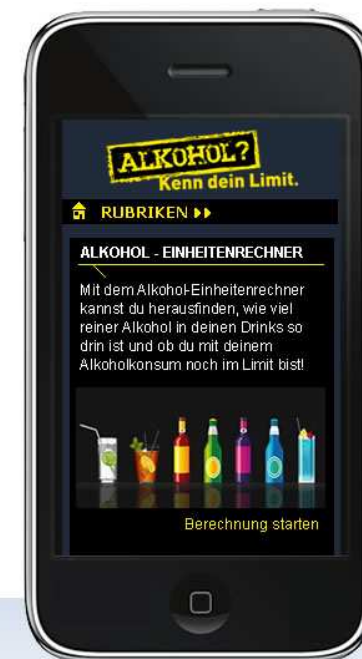 ALKOHOL?
Kenn dein Limit.
RUBRIKEN
ALKOHOL - EINHEITENRECHNER
Mit dem Alkohol-Einheitenrechner
kannst du herausfinden, wie viel
reiner Alkohol in deinen Drinks so
drin ist und ob du mit deinem
Alkoholkonsum noch im Limit bist!
Berechnung starten